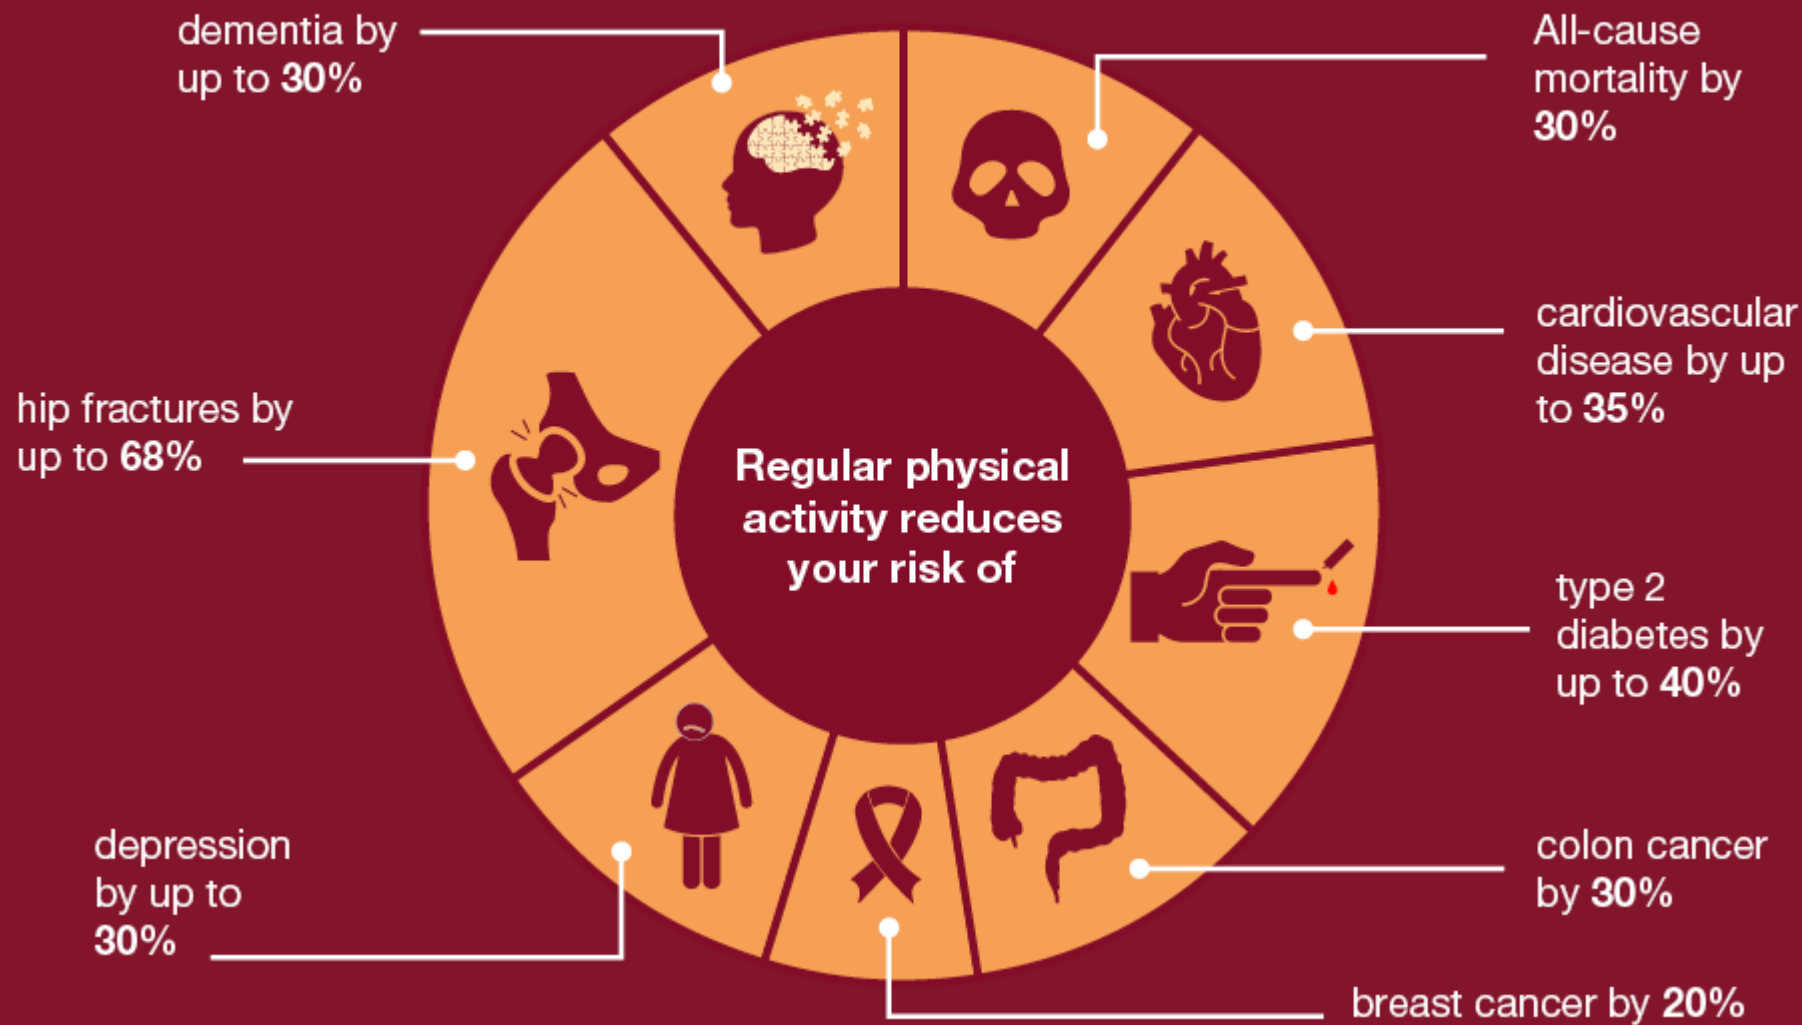 Regular physical
activity reduces
your risk of
All-cause
mortality by
30%
cardiovascular
disease by up
to 35%
type 2
diabetes by
up to 40%
colon cancer
by 30%
breast cancer by 20%
depression
by up to
30%
hip fractures by
up to 68%
dementia by
up to 30%